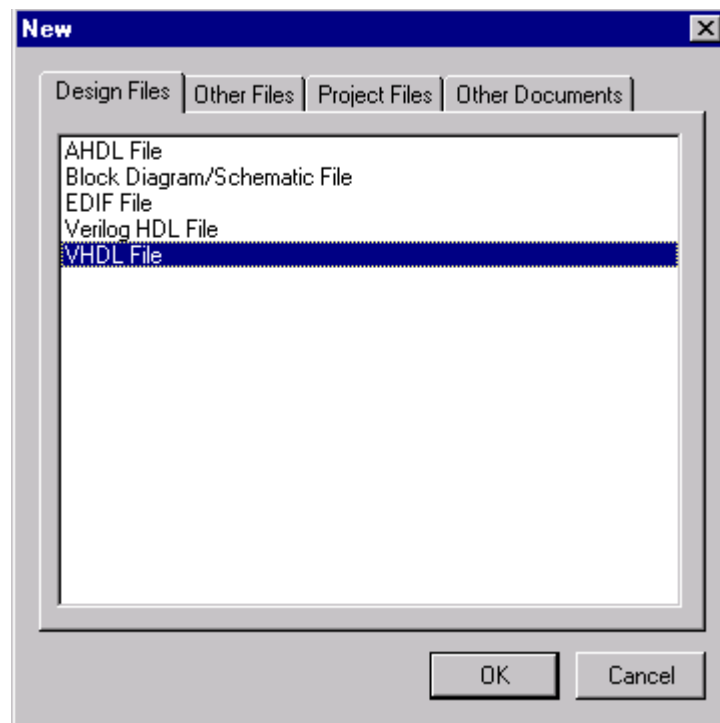 New
Design Files Other Files Project Files Other Documents
AHDL File
Block Diagram/Schematic File
EDIF File
Verilog HDL File
VHDL File
OK Cancel